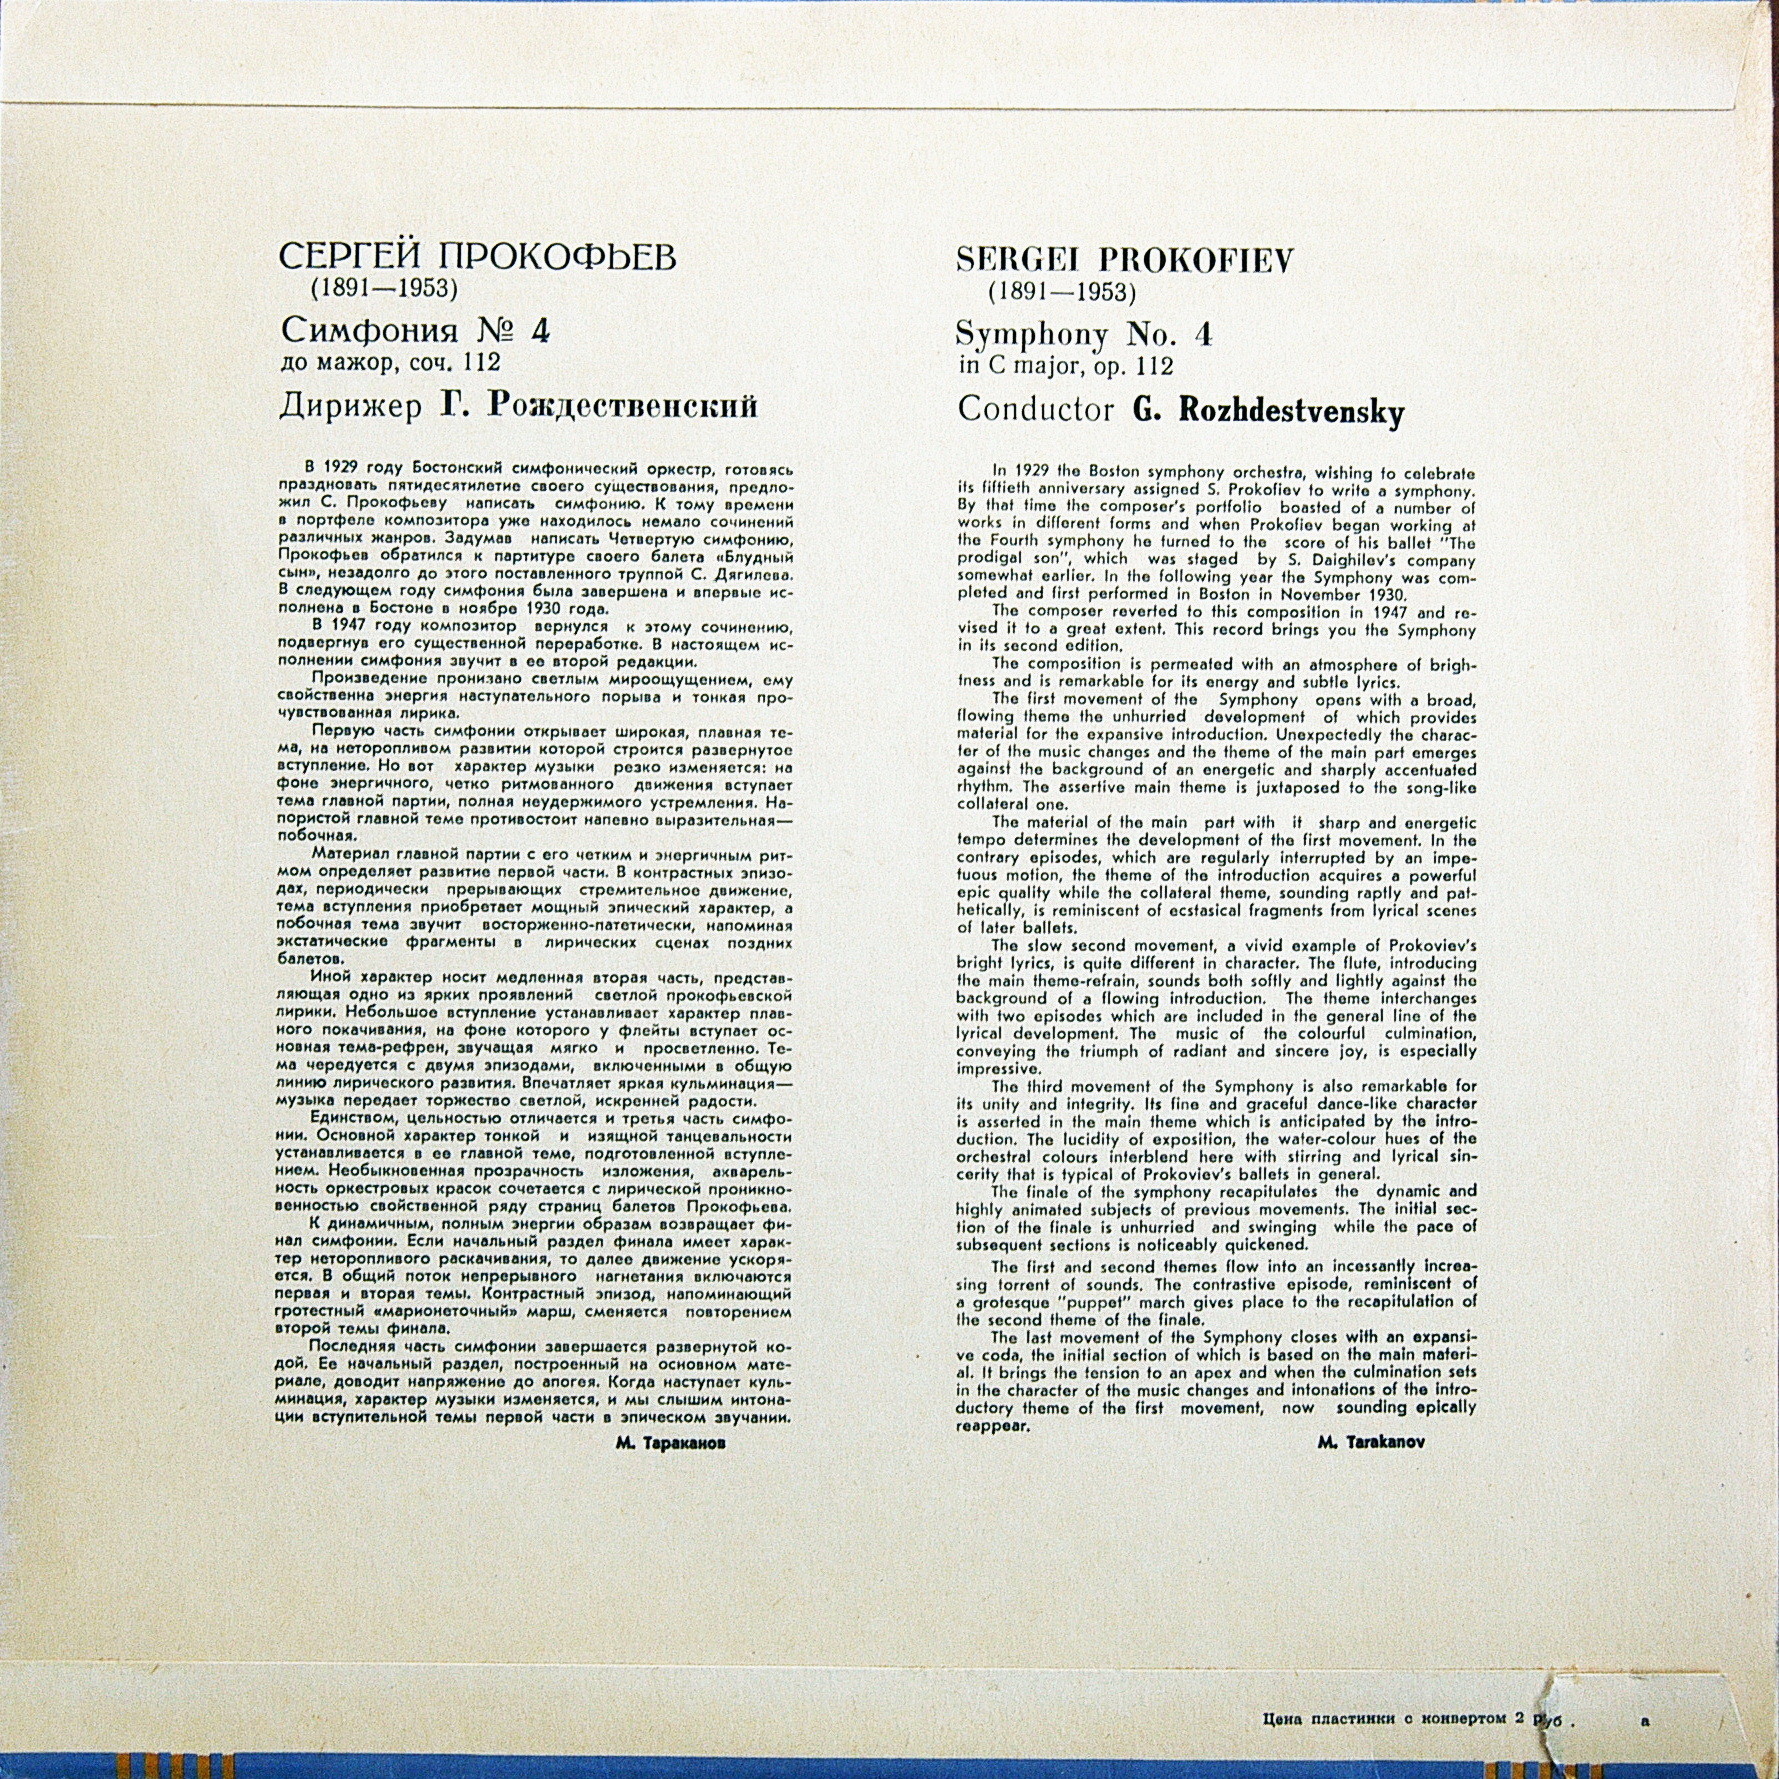 СЕРГЕЙ ПРОКОФЬЕВ
(1891—1953)
Симфония № 4
до мажор, соч. 112
Дирижер Г. Рождественский
В 1929 году Бостонский симфонический оркестр, готовясь
праздновать пятидесятилетие своего существования, предло-
жил С. Прокофьеву написать симфонию. К тому времени
в портфеле композитора уже находилось немало сочинений
различных жанров. Задумав написать Четвертую симфонию,
Прокофьев обратился к партитуре своего балета «Блудный
сын», незадолго до этого поставленного труппой С. Дягилева.
В следующем году симфония была завершена и впервые ис-
полнена в Бостоне в ноябре 1930 года.
В 1947 году композитор вернулся к этому сочинению,
подвергнув его существенной переработке. В настоящем ис-
полнении симфония звучит в ее второй редакции.
Произведение пронизано светлым мироощущением, ему
свойственна энергия наступательного порыва и тонкая про-
чувствованная лирика.
Первую часть симфонии открывает широкая, плавная те-
ма, на неторопливом развитии которой строится развернутое
вступление. Но вот характер музыки резко изменяется: на
фоне энергичного, четко ритмованного движения вступает
тема главной партии, полная неудержимого устремления. На-
пористой главной теме противостоит напевно выразительная—
побочная.
Материал главной партии с его четким и энергичным рит-
мом определяет развитие первой части. В контрастных эпизо-
дах, периодически прерывающих стремительное движение,
тема вступления приобретает мощный эпический характер, а
побочная тема звучит восторженно-патетически, напоминая
экстатические фрагменты в лирических сценах поздних
балетов.
Иной характер носит медленная вторая часть, представ-
ляющая одно из ярких проявлений светлой прокофьевской
лирики. Небольшое вступление устанавливает характер плав-
ного покачивания, на фоне которого у флейты вступает ос-
новная тема-рефрен, звучащая мягко и просветленно. Те-
ма чередуется с двумя эпизодами, включенными в общую
линию лирического развития. Впечатляет яркая кульминация—
музыка передает торжество светлой, искренней радости.
Единством, цельностью отличается и третья часть симфо-
нии. Основной характер тонкой и изящной танцевальности
устанавливается в ее главной теме, подготовленной вступле-
нием. Необыкновенная прозрачность изложения, акварель-
ность оркестровых красок сочетается с лирической проникно-
венностью свойственной ряду страниц балетов Прокофьева.
К динамичным, полным энергии образам возвращает фи-
нал симфонии. Если начальный раздел финала имеет харак-
тер неторопливого раскачивания, то далее движение ускоря-
ется. В общий поток непрерывного нагнетания включаются
первая и вторая темы. Контрастный эпизод, напоминающий
гротестный «марионеточный» марш, сменяется повторением
второй темы финала.
Последняя часть симфонии завершается развернутой ко-
дой. Ее начальный раздел, построенный на основном мате-
риале, доводит напряжение до апогея. Когда наступает куль-
минация, характер музыки изменяется, и мы слышим интона-
ции вступительной темы первой части в эпическом звучании.
М. Тараканов
SERGEI PROKOFIEV
(1891—1953)
Symphony No. 4
in C major, op. 112
Conductor G. Rozhdestvensky
In 1929 the Boston symphony orchestra, wishing to celebrate
its fiftieth anniversary assigned S. Prokofiev to write a symphony.
By that time the composer's portfolio boasted of a number of
works in different forms and when Prokofiev began working at
the Fourth symphony he turned to the score of his ballet "The
prodigal son", which was staged by S. Daighilev's company
somewhat earlier. In the following year the Symphony was com-
pleted and first performed in Boston in November 1930.
The composer reverted to this composition in 1947 and re-
vised it to a great extent. This record brings you the Symphony
in its second edition.
The composition is permeated with an atmosphere of brigh-
tness and is remarkable for its energy and subtle lyrics.
The first movement of the Symphony opens with a broad,
flowing theme the unhurried development of which provides
material for the expansive introduction. Unexpectedly the charac-
ter of the music changes and the theme of the main part emerges
against the background of an energetic and sharply accentuated
rhythm. The assertive main theme is juxtaposed to the song-like
collateral one.
The material of the main part with it sharp and energetic
tempo determines the development of the first movement. In the
contrary episodes, which are regularly interrupted by an impe-
tuous motion, the theme of the introduction acquires a powerful
epic quality while the collateral theme, sounding raptly and pat-
hetically, is reminiscent of ecstasical fragments from lyrical scenes
of later ballets.
The slow second movement, a vivid example of Prokoviev's
bright lyrics, is quite different in character. The flute, introducing
the main theme-refrain, sounds both softly and lightly against the
background of a flowing introduction. The theme interchanges
with two episodes which are included in the general line of the
lyrical development. The music of the colourful culmination,
conveying the triumph of radiant and sincere joy, is especially
impressive.
The third movement of the Symphony is also remarkable for
its unity and integrity. Its fine and graceful dance-like character
is asserted in the main theme which is anticipated by the intro-
duction. The lucidity of exposition, the water-colour hues of the
orchestral colours interblend here with stirring and lyrical sin-
cerity that is typical of Prokoviev's ballets in general.
The finale of the symphony recapitulates the dynamic and
highly animated subjects of previous movements. The initial sec-
tion of the finale is unhurried and swinging while the pace of
subsequent sections is noticeably quickened.
The first and second themes flow into an incessantly increa-
sing torrent of sounds. The contrastive episode, reminiscent of
a grotesque "puppet" march gives place to the recapitulation of
the second theme of the finale.
The last movement of the Symphony closes with an expansi-
ve coda, the initial section of which is based on the main materi-
al. It brings the tension to an apex and when the culmination sets
in the character of the music changes and intonations of the intro-
ductory theme of the first movement, now sounding epically
reappear.
M. Tarakanov
Цена пластинки с конвертом 2 руб. а